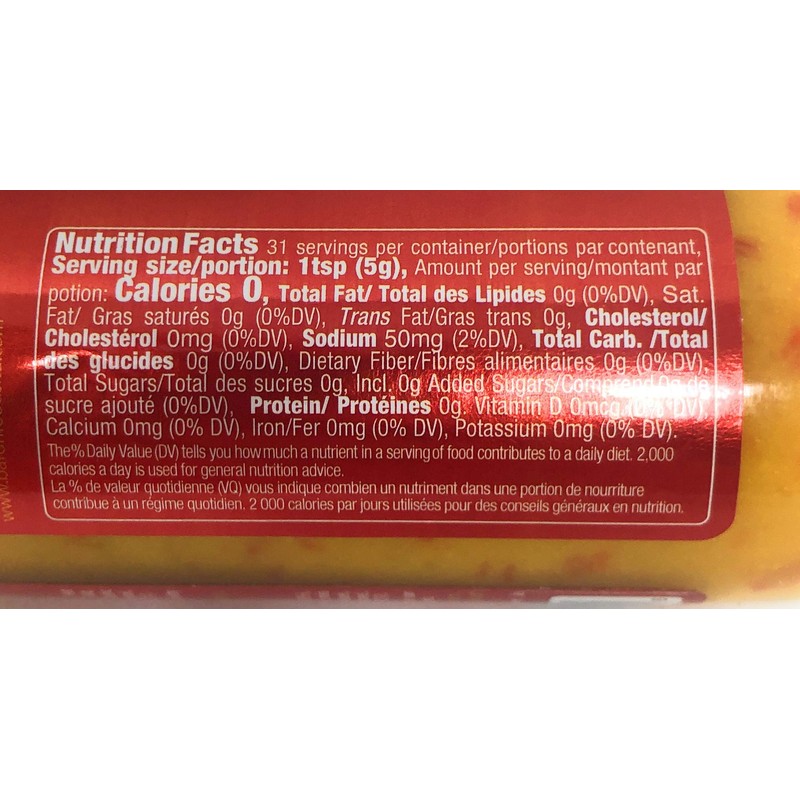 Nutrition Facts 31 servings per container/portions par contenant,
Serving size/portion: 1tsp (5g), Amount per serving/montant par
potion: Calories 0, Total Fat/ Total des Lipides 0g (0%DV), Sat.
Fat/ Gras saturés 0g (0%DV), Trans Fat/Gras trans 0g, Cholesterol/
Cholestérol 0mg (0%DV), Sodium 50mg (2%DV), Total Carb. /Total
des glucides 0g (0%DV), Dietary Fiber/Fibres alimentaires 0g (0%DV),
Total Sugars/Total des sucres 0g, Incl. 0g Added Sugars/Comprend 0g de
sucre ajouté (0%DV), Protein/ Protéines 0g, Vitamin D 0mcg (0% DV),
Calcium 0mg (0% DV), Iron/Fer 0mg (0% DV), Potassium 0mg (0% DV).
The % Daily Value (DV) tells you how much a nutrient in a serving of food contributes to a daily diet. 2,000
calories a day is used for general nutrition advice.
La % de valeur quotidienne (VQ) vous indique combien un nutriment dans une portion de nourriture
contribue à un régime quotidien. 2 000 calories par jours utilisées pour des conseils généraux en nutrition.